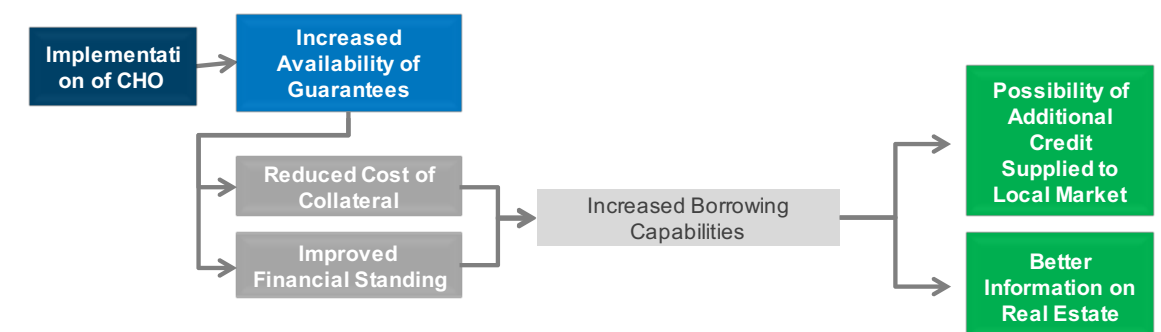 Implementati
on of CHO
Increased
Availability of
Guarantees
Reduced Cost of
Collateral
Improved
Financial Standing
Increased Borrowing
Capabilities
Possibility of
Additional
Credit
Supplied to
Local Market
Better
Information on
Real Estate